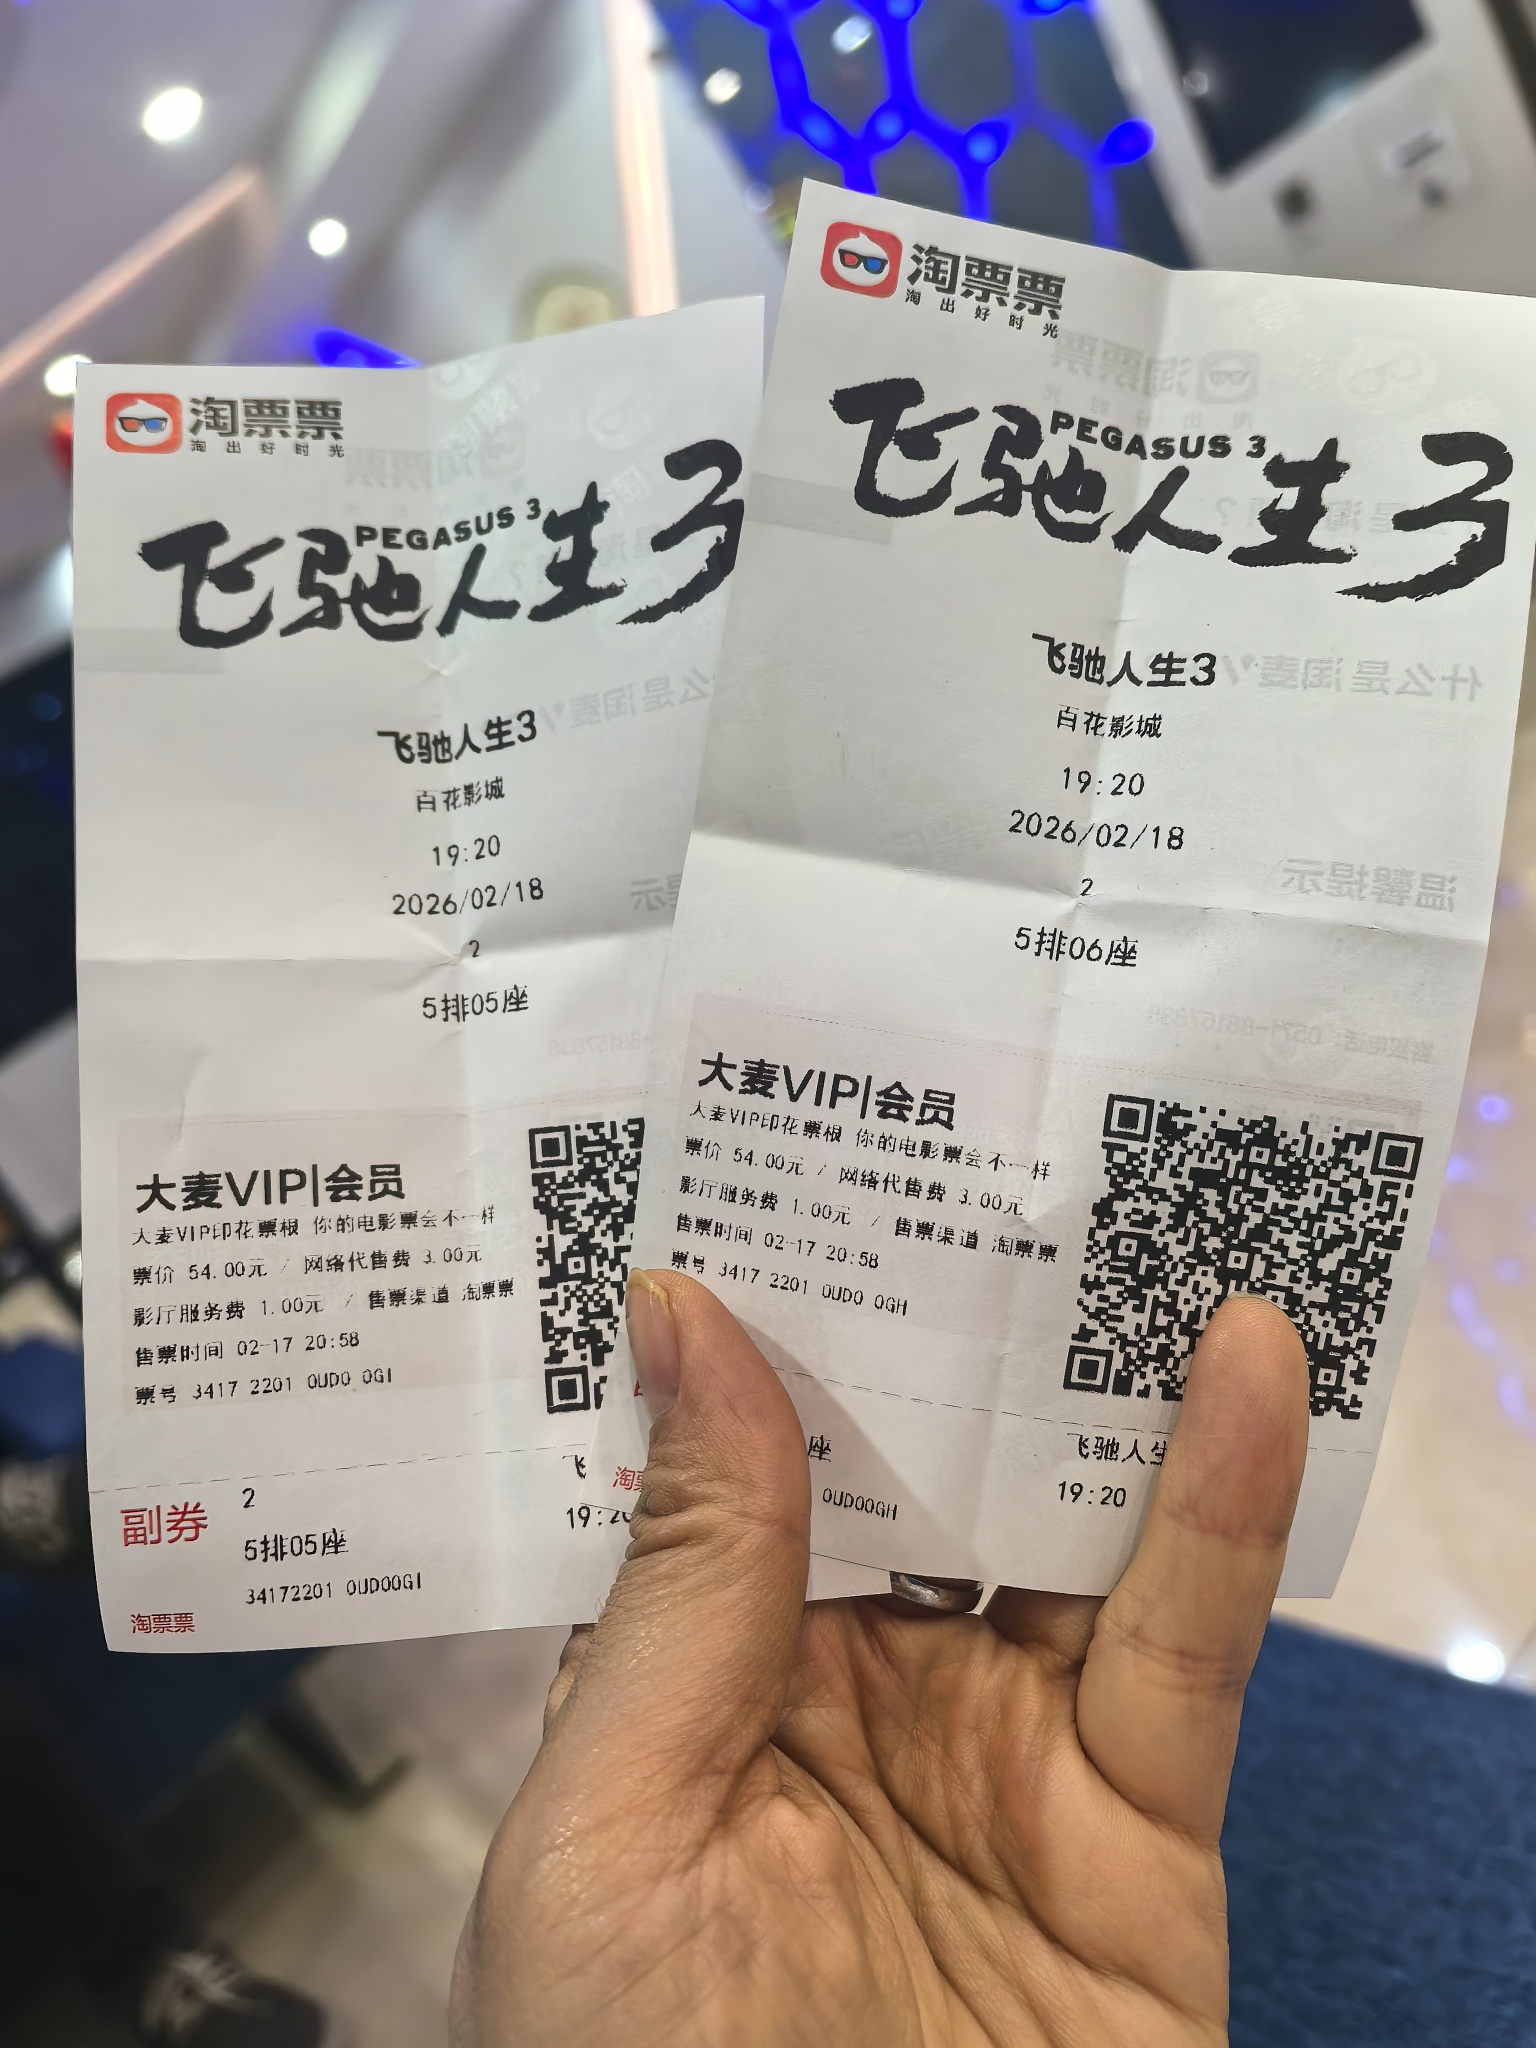 淘票票
淘出好时光
飞驰人生3
PEGASUS 3
飞驰人生3
百花影城
19:20
2026/02/18
2
5排05座
大麦VIP|会员
大麦VIP印花票根 你的电影票会不一样
票价 54.00元 / 网络代售费 3.00元
影厅服务费 1.00元 / 售票渠道 淘票票
售票时间 02-17 20:58
票号 3417 2201 0UD0 0GI
副券
2
5排05座
34172201 0UD00GI
淘票票
飞
19:20
淘票票
淘出好时光
飞驰人生3
PEGASUS 3
飞驰人生3
百花影城
19:20
2026/02/18
2
5排06座
大麦VIP|会员
大麦VIP印花票根 你的电影票会不一样
票价 54.00元 / 网络代售费 3.00元
影厅服务费 1.00元 / 售票渠道 淘票票
售票时间 02-17 20:58
票号 3417 2201 0UD0 0GH
座
0UD00GH
淘
飞驰人生
19:20